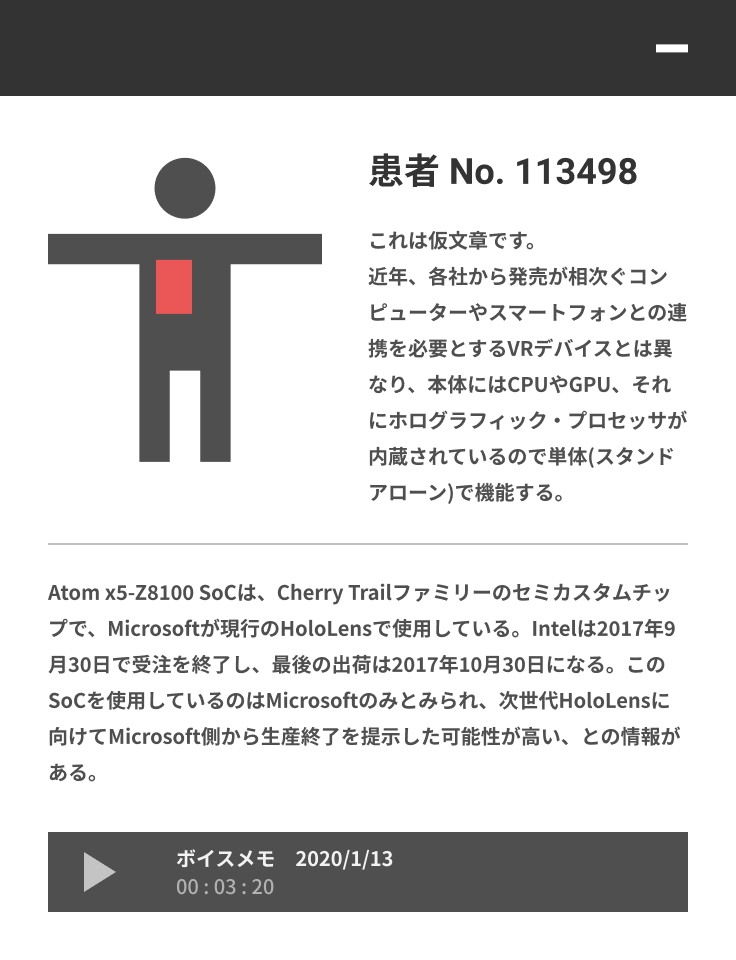 患者 No. 113498
これは仮文章です。
近年、各社から発売が相次ぐコン
ピューターやスマートフォンとの連
携を必要とするVRデバイスとは異
なり、本体にはCPUやGPU、それ
にホログラフィック・プロセッサが
内蔵されているので単体(スタンド
アローン)で機能する。
Atom x5-Z8100 SoCは、Cherry Trailファミリーのセミカスタムチッ
プで、Microsoftが現行のHoloLensで使用している。Intelは2017年9
月30日で受注を終了し、最後の出荷は2017年10月30日になる。この
SoCを使用しているのはMicrosoftのみとみられ、次世代HoloLensに
向けてMicrosoft側から生産終了を提示した可能性が高い、との情報が
ある。
ボイスメモ　2020/1/13
00 : 03 : 20